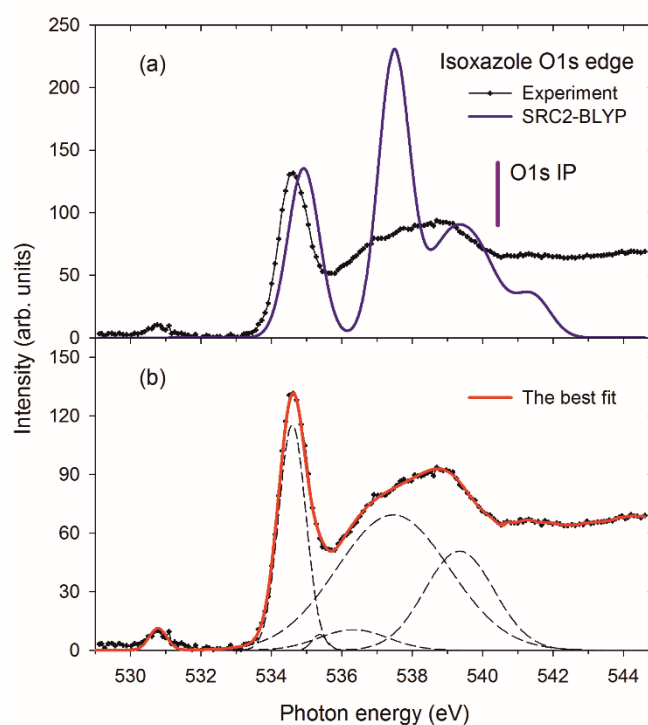 Intensity (arb. units)
(a)
Isoxazole O1s edge
Experiment
SRC2-BLYP
O1s IP
250
200
150
100
50
0
(b)
The best fit
150
120
90
60
30
0
530 532 534 536 538 540 542 544
Photon energy (eV)